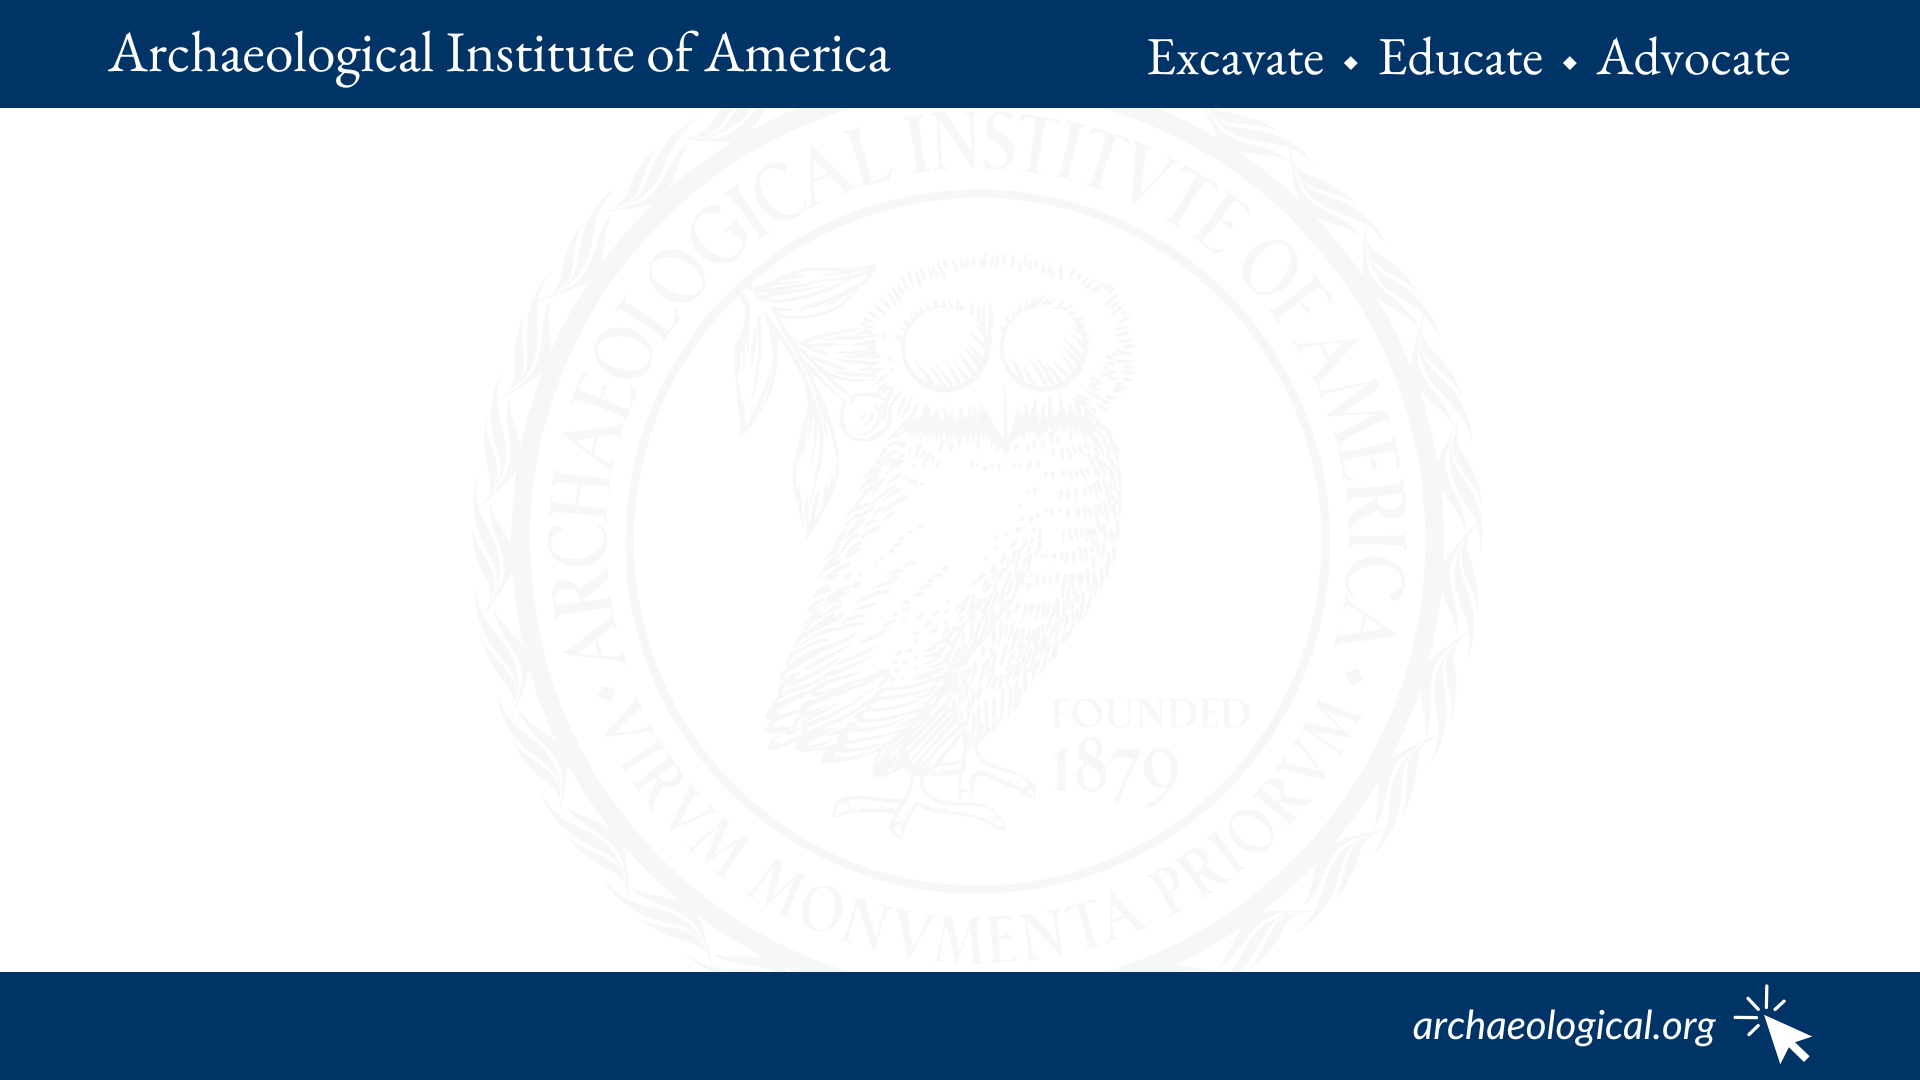 Archaeological Institute of America
Excavate ⬥ Educate ⬥ Advocate
ARCHAEOLOGICAL INSTITVTE OF AMERICA
FOUNDED
1879
VIRVM MONVMENTA PRIORVM
archaeological.org